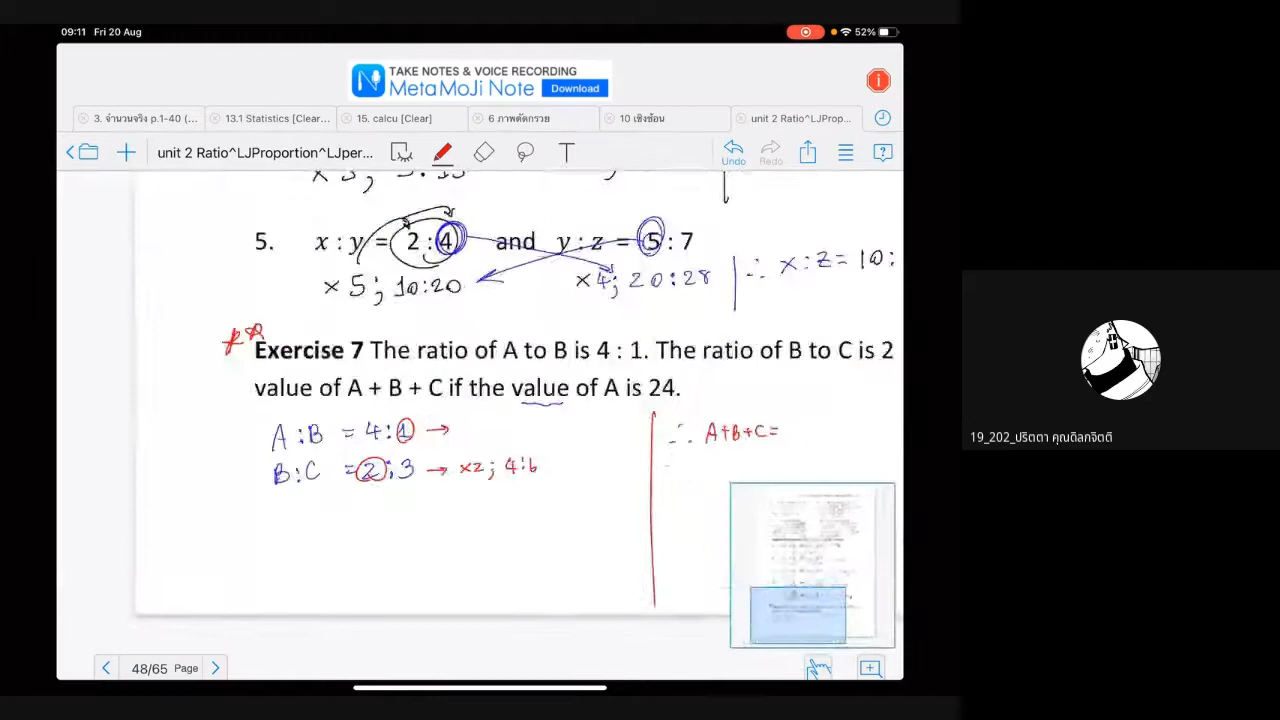 09:11 Fri 20 Aug 52%
TAKE NOTES & VOICE RECORDING
MetaMoJi Note Download
3. จำนวนจริง p.1-40 (... 13.1 Statistics [Clear... 15. calcu [Clear] 6 ภาพตัดกรวย 10 เชิงซ้อน unit 2 Ratio^LJProp...
unit 2 Ratio^LJProportion^LJper... T Undo Redo
5. x : y = 2 : 4 and y : z = 5 : 7
x 5 ; 10:20 x 4; 20:28 ∴ x:z = 10:
Exercise 7 The ratio of A to B is 4 : 1. The ratio of B to C is 2
value of A + B + C if the value of A is 24.
A : B = 4 : 1 → ∴ A+B+C =
B : C = 2 : 3 → x2 ; 4:6
19_202_ปริตตา คุณดิลกจิตติ
48/65 Page